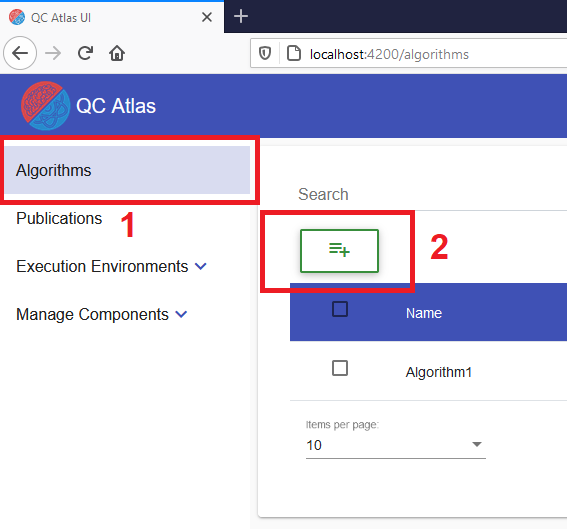 QC Atlas UI
localhost:4200/algorithms
QC Atlas
Algorithms
Publications
1
Execution Environments
Manage Components
Search
2
Name
Algorithm1
Items per page:
10